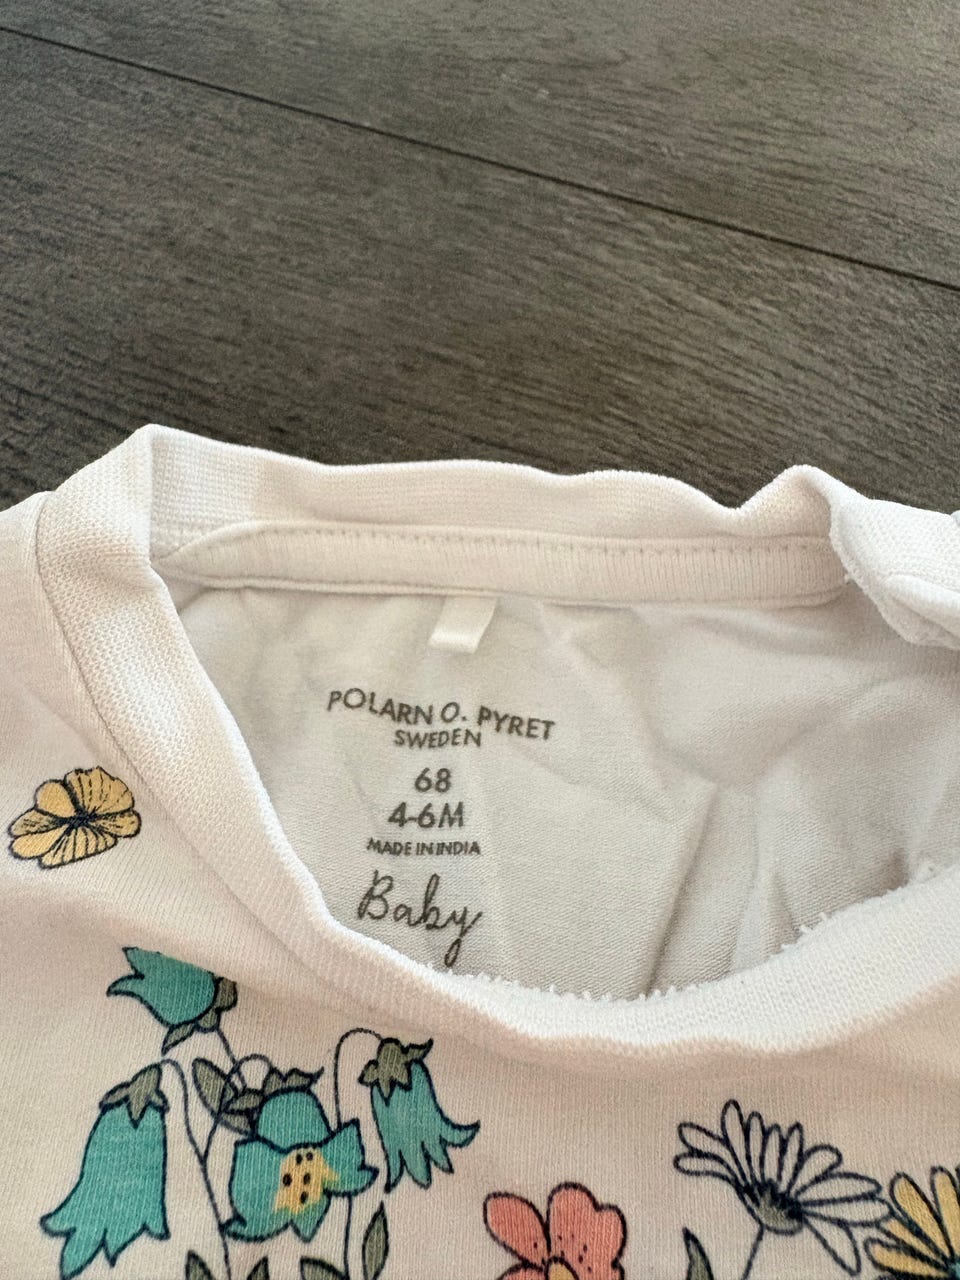 POLARN O. PYRET
SWEDEN
68
4-6M
MADE IN INDIA
Baby